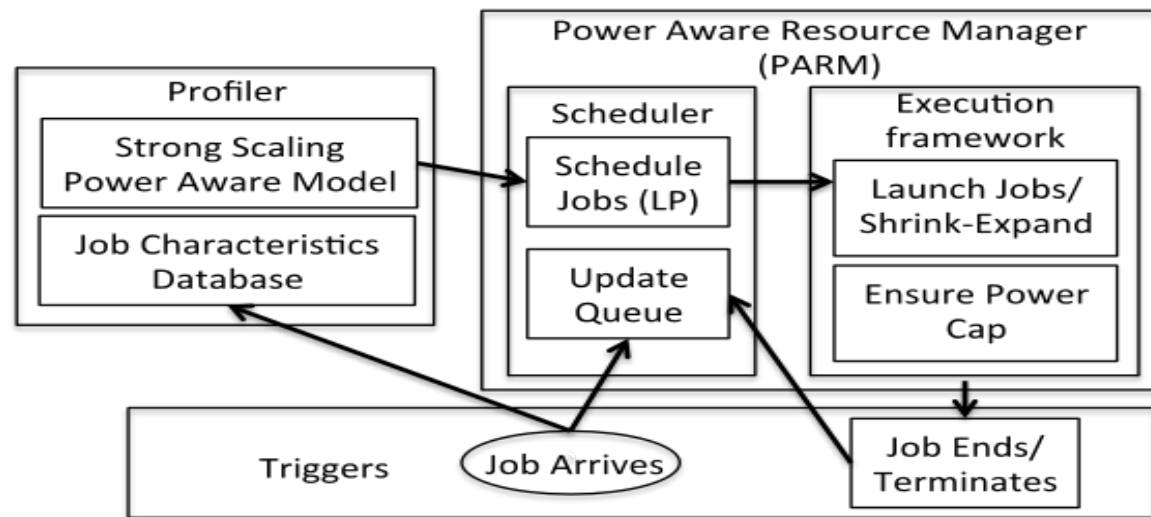 Power Aware Resource Manager
(PARM)
Profiler
Strong Scaling
Power Aware Model
Job Characteristics
Database
Scheduler
Schedule
Jobs (LP)
Update
Queue
Execution
framework
Launch Jobs/
Shrink-Expand
Ensure Power
Cap
Triggers
Job Arrives
Job Ends/
Terminates